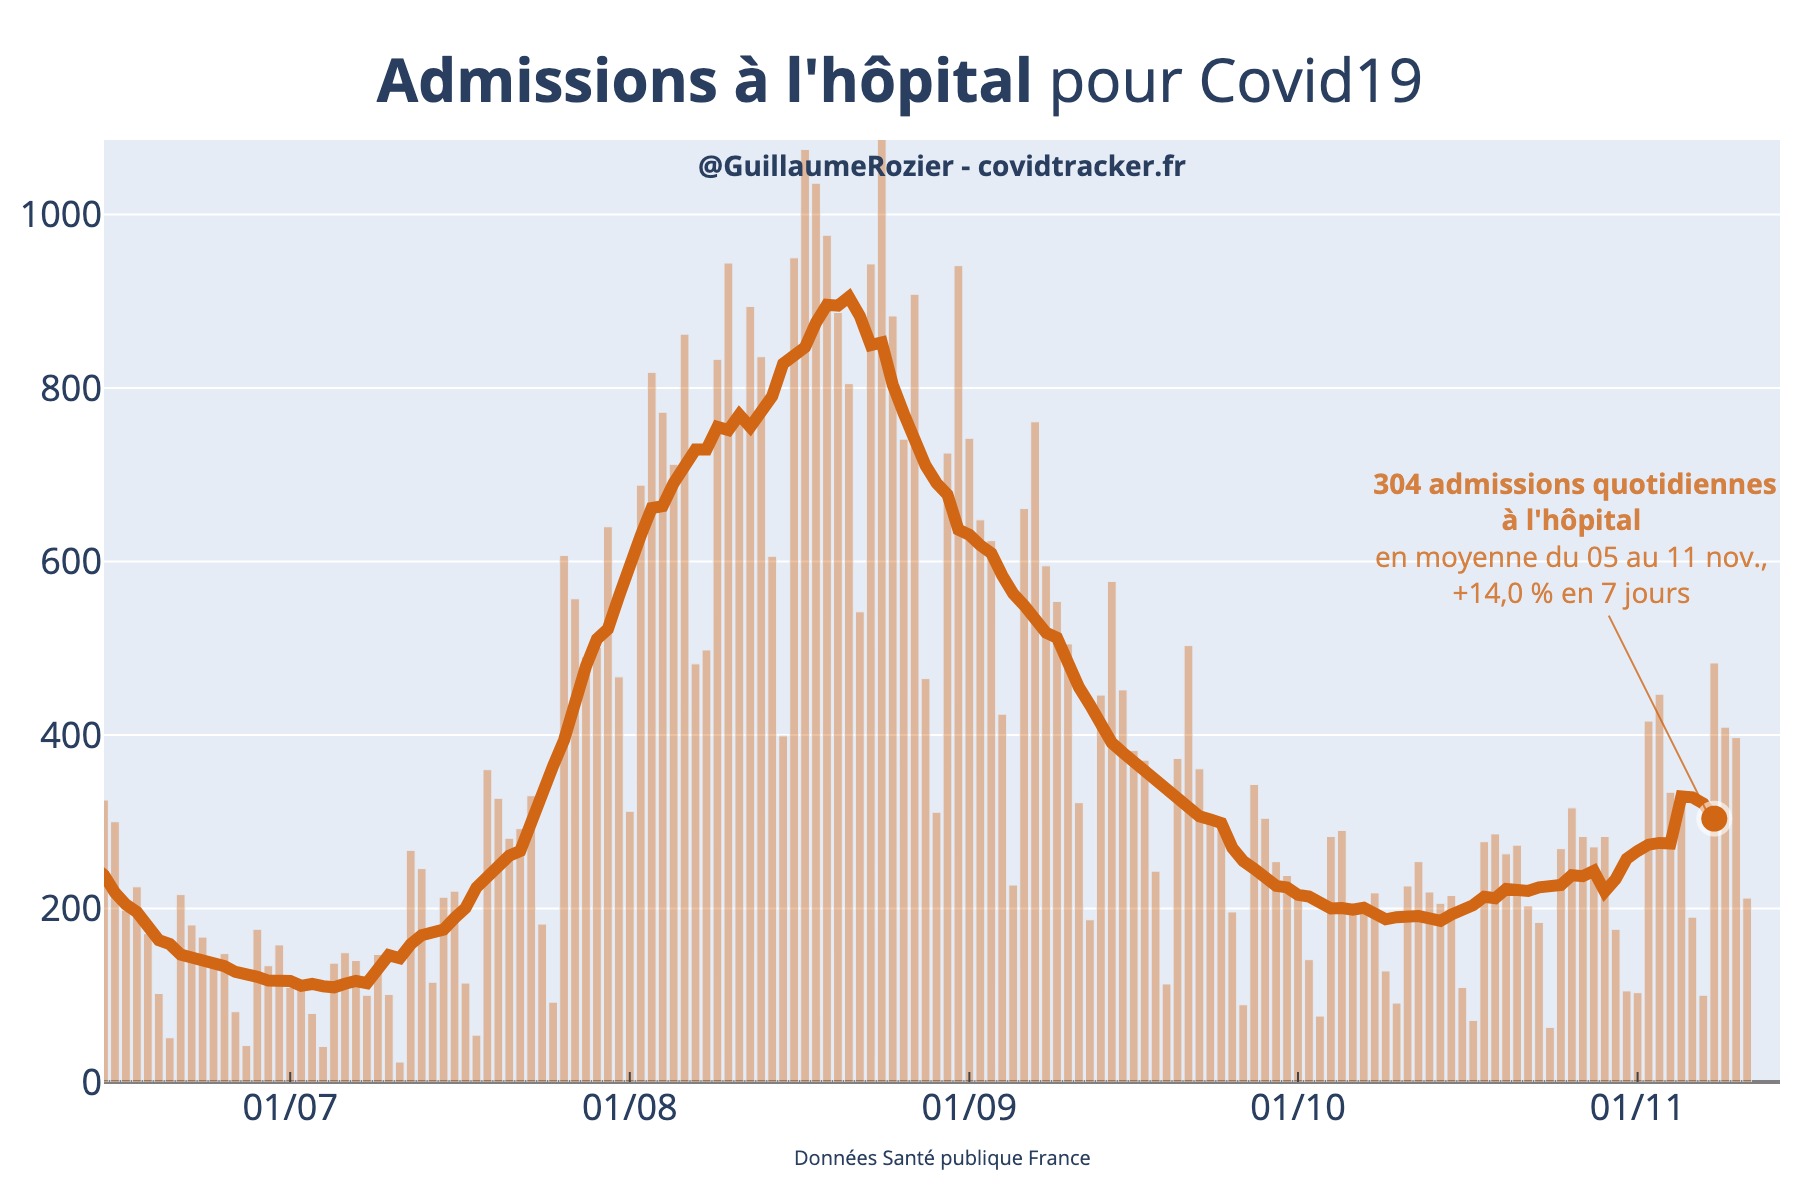 Admissions à l'hôpital pour Covid19
@GuillaumeRozier - covidtracker.fr
1000
800
600
400
200
0
304 admissions quotidiennes
à l'hôpital
en moyenne du 05 au 11 nov.,
+14,0 % en 7 jours
01/07
01/08
01/09
01/10
01/11
Données Santé publique France